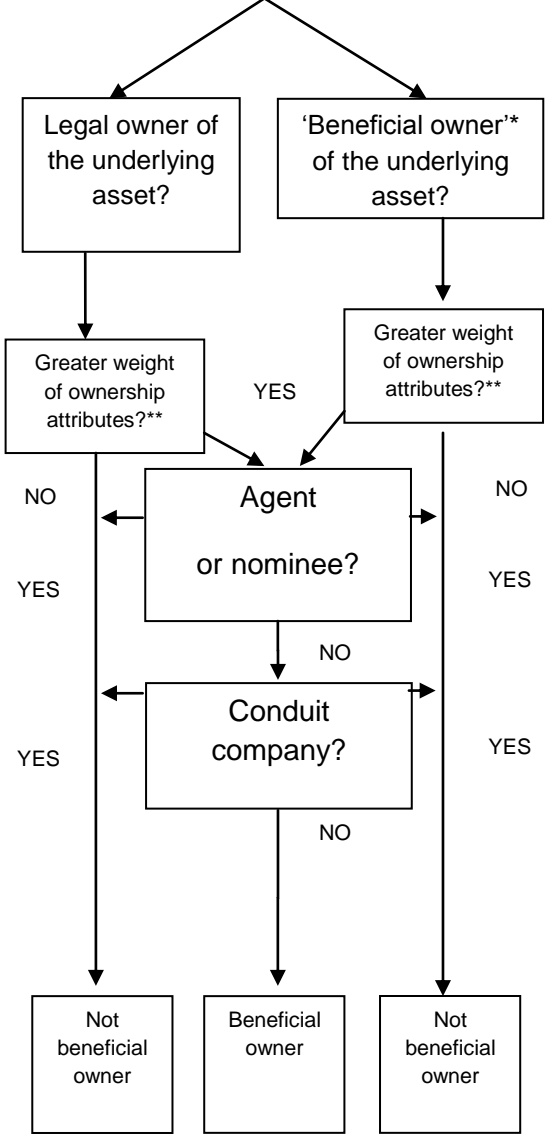 Legal owner of
the underlying
asset?
‘Beneficial owner’*
of the underlying
asset?
Greater weight
of ownership
attributes?**
YES
Greater weight
of ownership
attributes?**
NO
Agent
or nominee?
NO
YES
YES
NO
Conduit
company?
YES
YES
NO
Not
beneficial
owner
Beneficial
owner
Not
beneficial
owner